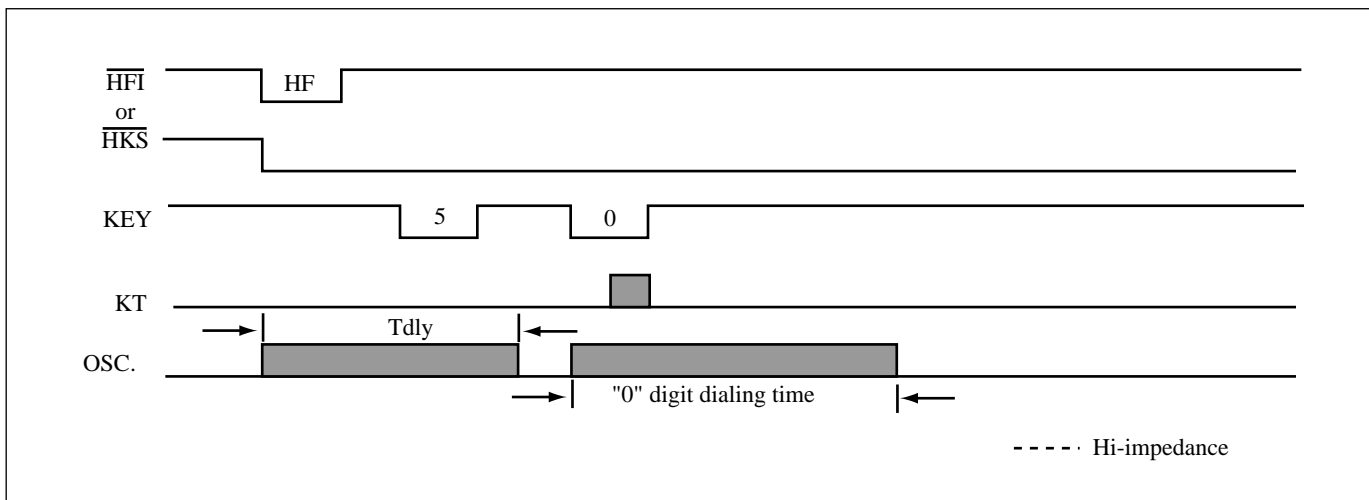 HFI
HF
or
HKS
KEY
5
0
KT
Tdly
OSC.
"0" digit dialing time
Hi-impedance